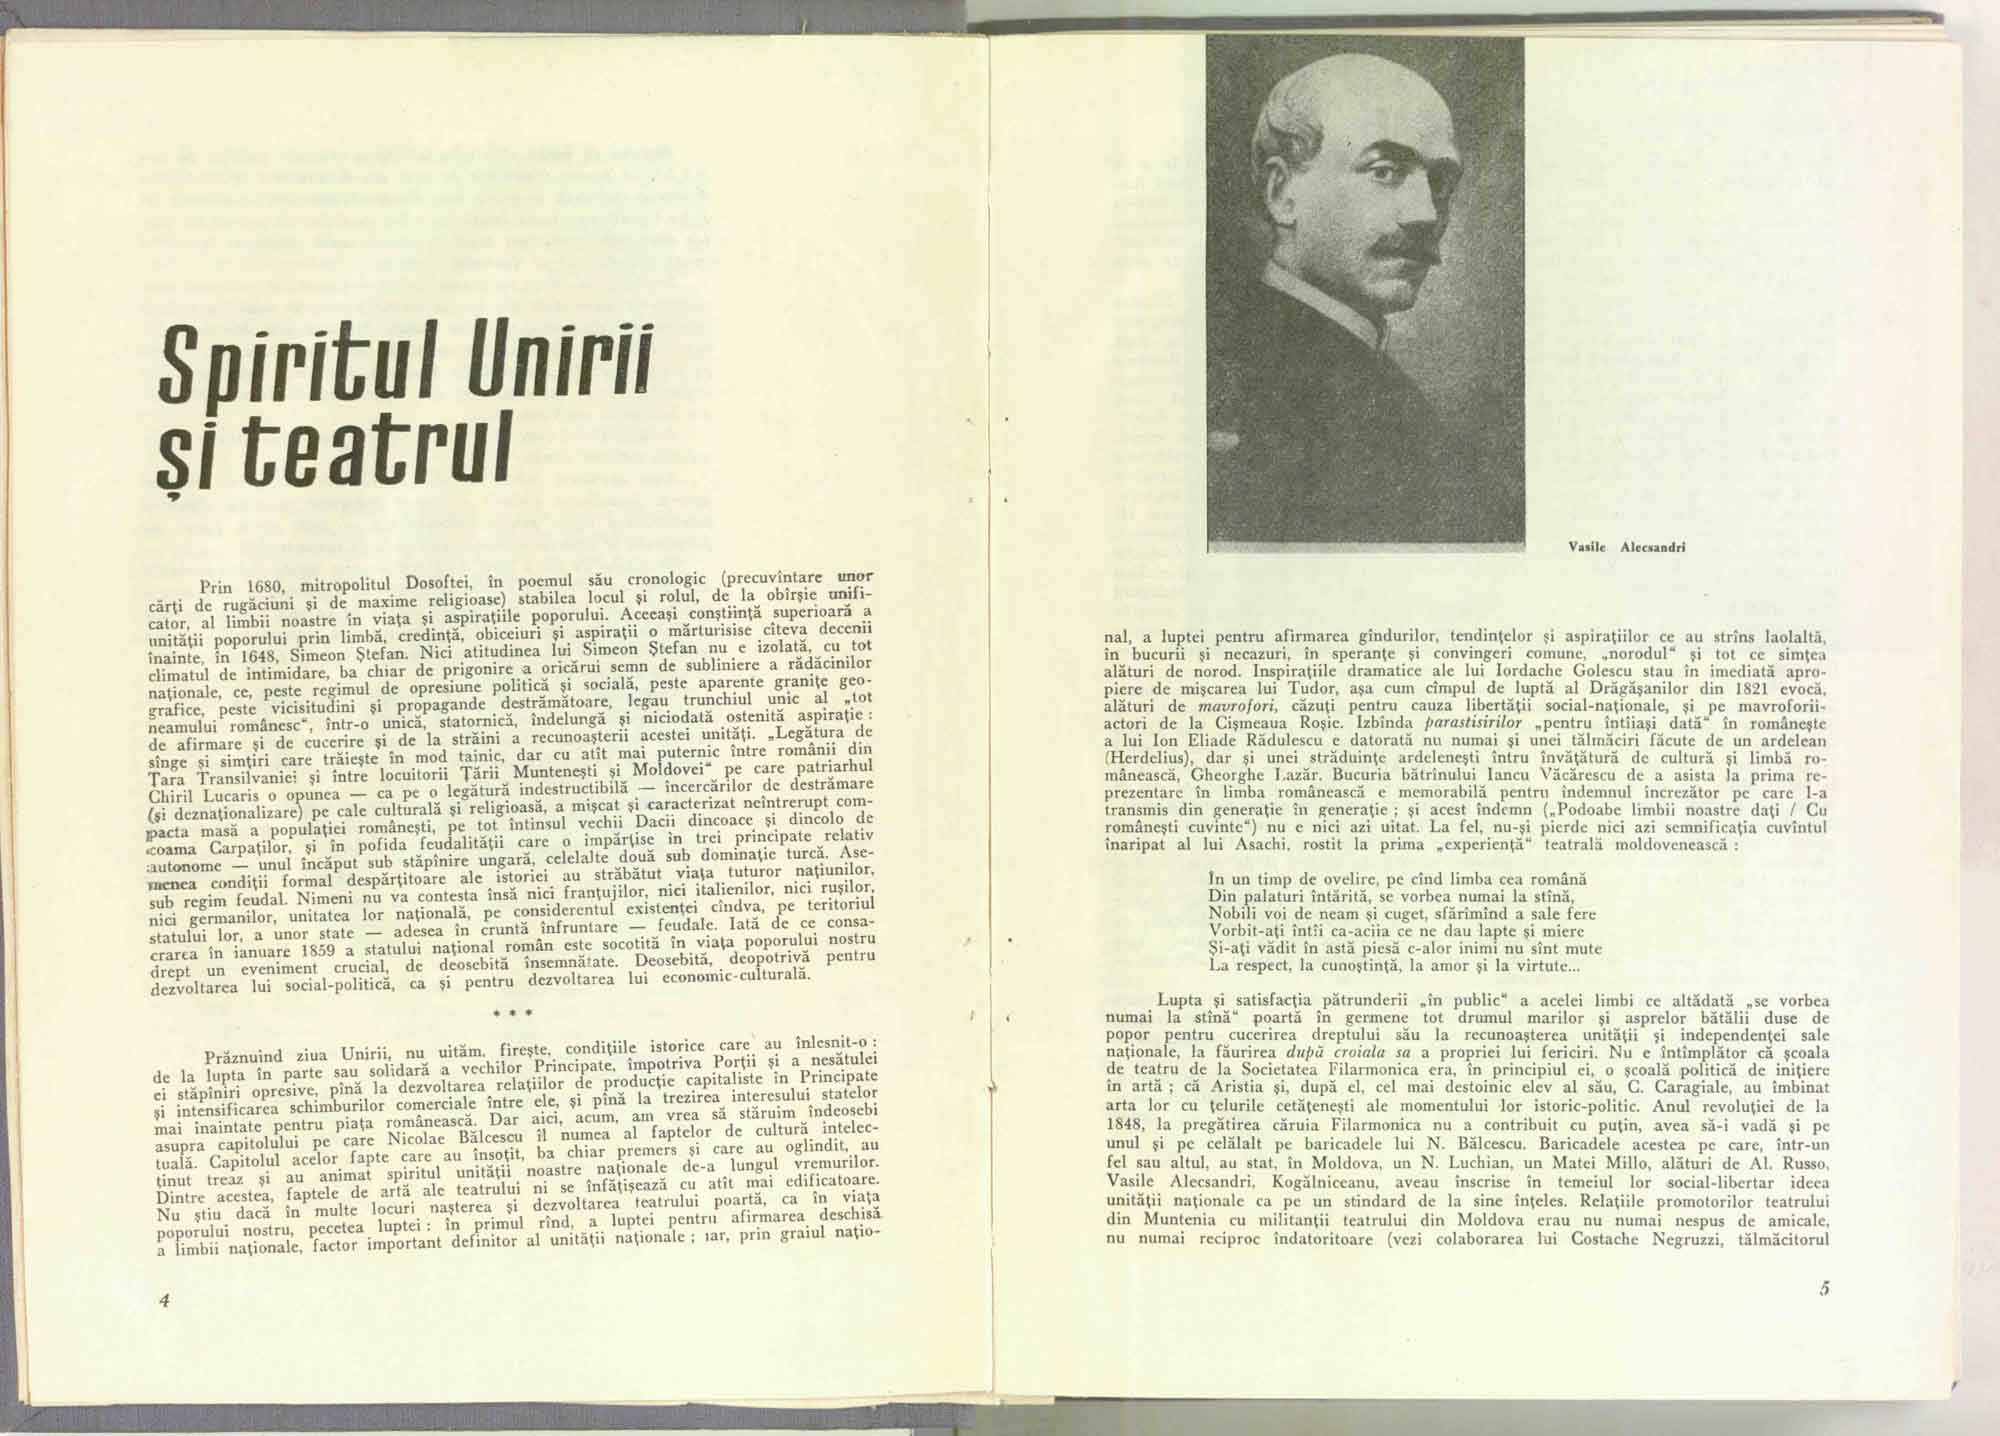 Spiritul Unirii
și teatrul
Prin 1680, mitropolitul Dosoftei, în poemul său cronologic (precuvîntare unor
cărți de rugăciuni și de maxime religioase) stabilea locul și rolul, de la obîrșie unifi-
cator, al limbii noastre în viața și aspirațiile poporului. Aceeași conștiință superioară a
unității poporului prin limbă, credință, obiceiuri și aspirații o mărturisise cîteva decenii
înainte, în 1648, Simeon Ștefan. Nici atitudinea lui Simeon Ștefan nu e izolată, cu tot
climatul de intimidare, ba chiar de prigonire a oricărui semn de subliniere a rădăcinilor
naționale, ce, peste regimul de opresiune politică și socială, peste aparente granițe geo-
grafice, peste vicisitudini și propagande destrămătoare, legau trunchiul unic al „tot
neamului românesc“, într-o unică, statornică, îndelungă și niciodată ostenită aspirație :
de afirmare și de cucerire și de la străini a recunoașterii acestei unități. „Legătura de
sînge și simțiri care trăiește în mod tainic, dar cu atît mai puternic între românii din
Țara Transilvaniei și între locuitorii Țării Muntenești și Moldovei“ pe care patriarhul
Chiril Lucaris o opunea — ca pe o legătură indestructibilă — încercărilor de destrămare
(și deznaționalizare) pe cale culturală și religioasă, a mișcat și caracterizat neîntrerupt com-
pacta masă a populației românești, pe tot întinsul vechii Dacii dincoace și dincolo de
coama Carpaților, și în pofida feudalității care o împărțise în trei principate relativ
autonome — unul încăput sub stăpînire ungară, celelalte două sub dominație turcă. Ase-
menea condiții formal despărțitoare ale istoriei au străbătut viața tuturor națiunilor,
sub regim feudal. Nimeni nu va contesta însă nici franțujilor, nici italienilor, nici rușilor,
nici germanilor, unitatea lor națională, pe considerentul existenței cîndva, pe teritoriul
statului lor, a unor state — adesea în cruntă înfruntare — feudale. Iată de ce consa-
crarea în ianuarie 1859 a statului național român este socotită în viața poporului nostru
drept un eveniment crucial, de deosebită însemnătate. Deosebită, deopotrivă pentru
dezvoltarea lui social-politică, ca și pentru dezvoltarea lui economic-culturală.
* * *
Prăznuind ziua Unirii, nu uităm, firește, condițiile istorice care au înlesnit-o :
de la lupta în parte sau solidară a vechilor Principate, împotriva Porții și a nesătulei
ei stăpîniri opresive, pînă la dezvoltarea relațiilor de producție capitaliste în Principate
și intensificarea schimburilor comerciale între ele, și pînă la trezirea interesului statelor
mai inaintate pentru piața românească. Dar aici, acum, am vrea să stăruim îndeosebi
asupra capitolului pe care Nicolae Bălcescu îl numea al faptelor de cultură intelec-
tuală. Capitolul acelor fapte care au însoțit, ba chiar premers și care au oglindit, au
ținut treaz și au animat spiritul unității noastre naționale de-a lungul vremurilor.
Dintre acestea, faptele de artă ale teatrului ni se înfățișează cu atît mai edificatoare.
Nu știu dacă în multe locuri nașterea și dezvoltarea teatrului poartă, ca în viața
poporului nostru, pecetea luptei : în primul rînd, a luptei pentru afirmarea deschisă
a limbii naționale, factor important definitor al unității naționale ; iar, prin graiul națio-
4
Vasile Alecsandri
nal, a luptei pentru afirmarea gîndurilor, tendințelor și aspirațiilor ce au strîns laolaltă,
în bucurii și necazuri, în speranțe și convingeri comune, „norodul“ și tot ce simțea
alături de norod. Inspirațiile dramatice ale lui Iordache Golescu stau în imediată apro-
piere de mișcarea lui Tudor, așa cum cîmpul de luptă al Drăgășanilor din 1821 evocă,
alături de mavrofori, căzuți pentru cauza libertății social-naționale, și pe mavroforii-
actori de la Cișmeaua Roșie. Izbînda parastisirilor „pentru întîiași dată“ în românește
a lui Ion Eliade Rădulescu e datorată nu numai și unei tălmăciri făcute de un ardelean
(Herdelius), dar și unei străduințe ardelenești întru învățătură de cultură și limbă ro-
mânească, Gheorghe Lazăr. Bucuria bătrînului Iancu Văcărescu de a asista la prima re-
prezentare în limba românească e memorabilă pentru îndemnul increzător pe care l-a
transmis din generație în generație ; și acest îndemn („Podoabe limbii noastre dați / Cu
românești cuvinte“) nu e nici azi uitat. La fel, nu-și pierde nici azi semnificația cuvîntul
înaripat al lui Asachi, rostit la prima „experiență“ teatrală moldovenească :
În un timp de ovelire, pe cînd limba cea română
Din palaturi întărită, se vorbea numai la stînă,
Nobili voi de neam și cuget, sfărîmînd a sale fere
Vorbit-ați întîi ca-aciia ce ne dau lapte și miere
Și-ați vădit în astă piesă c-alor inimi nu sînt mute
La respect, la cunoștință, la amor și la virtute...
Lupta și satisfacția pătrunderii „în public“ a acelei limbi ce altădată „se vorbea
numai la stînă“ poartă în germene tot drumul marilor și asprelor bătălii duse de
popor pentru cucerirea dreptului său la recunoașterea unității și independenței sale
naționale, la făurirea după croiala sa a propriei lui fericiri. Nu e întîmplător că școala
de teatru de la Societatea Filarmonica era, în principiul ei, o școală politică de inițiere
în artă ; că Aristia și, după el, cel mai destoinic elev al său, C. Caragiale, au îmbinat
arta lor cu țelurile cetățenești ale momentului lor istoric-politic. Anul revoluției de la
1848, la pregătirea căruia Filarmonica nu a contribuit cu puțin, avea să-i vadă și pe
unul și pe celălalt pe baricadele lui N. Bălcescu. Baricadele acestea pe care, într-un
fel sau altul, au stat, în Moldova, un N. Luchian, un Matei Millo, alături de Al. Russo,
Vasile Alecsandri, Kogălniceanu, aveau înscrise în temeiul lor social-libertar ideea
unității naționale ca pe un stindard de la sine înțeles. Relațiile promotorilor teatrului
din Muntenia cu militanții teatrului din Moldova erau nu numai nespus de amicale,
nu numai reciproc îndatoritoare (vezi colaborarea lui Costache Negruzzi, tălmăcitorul
5